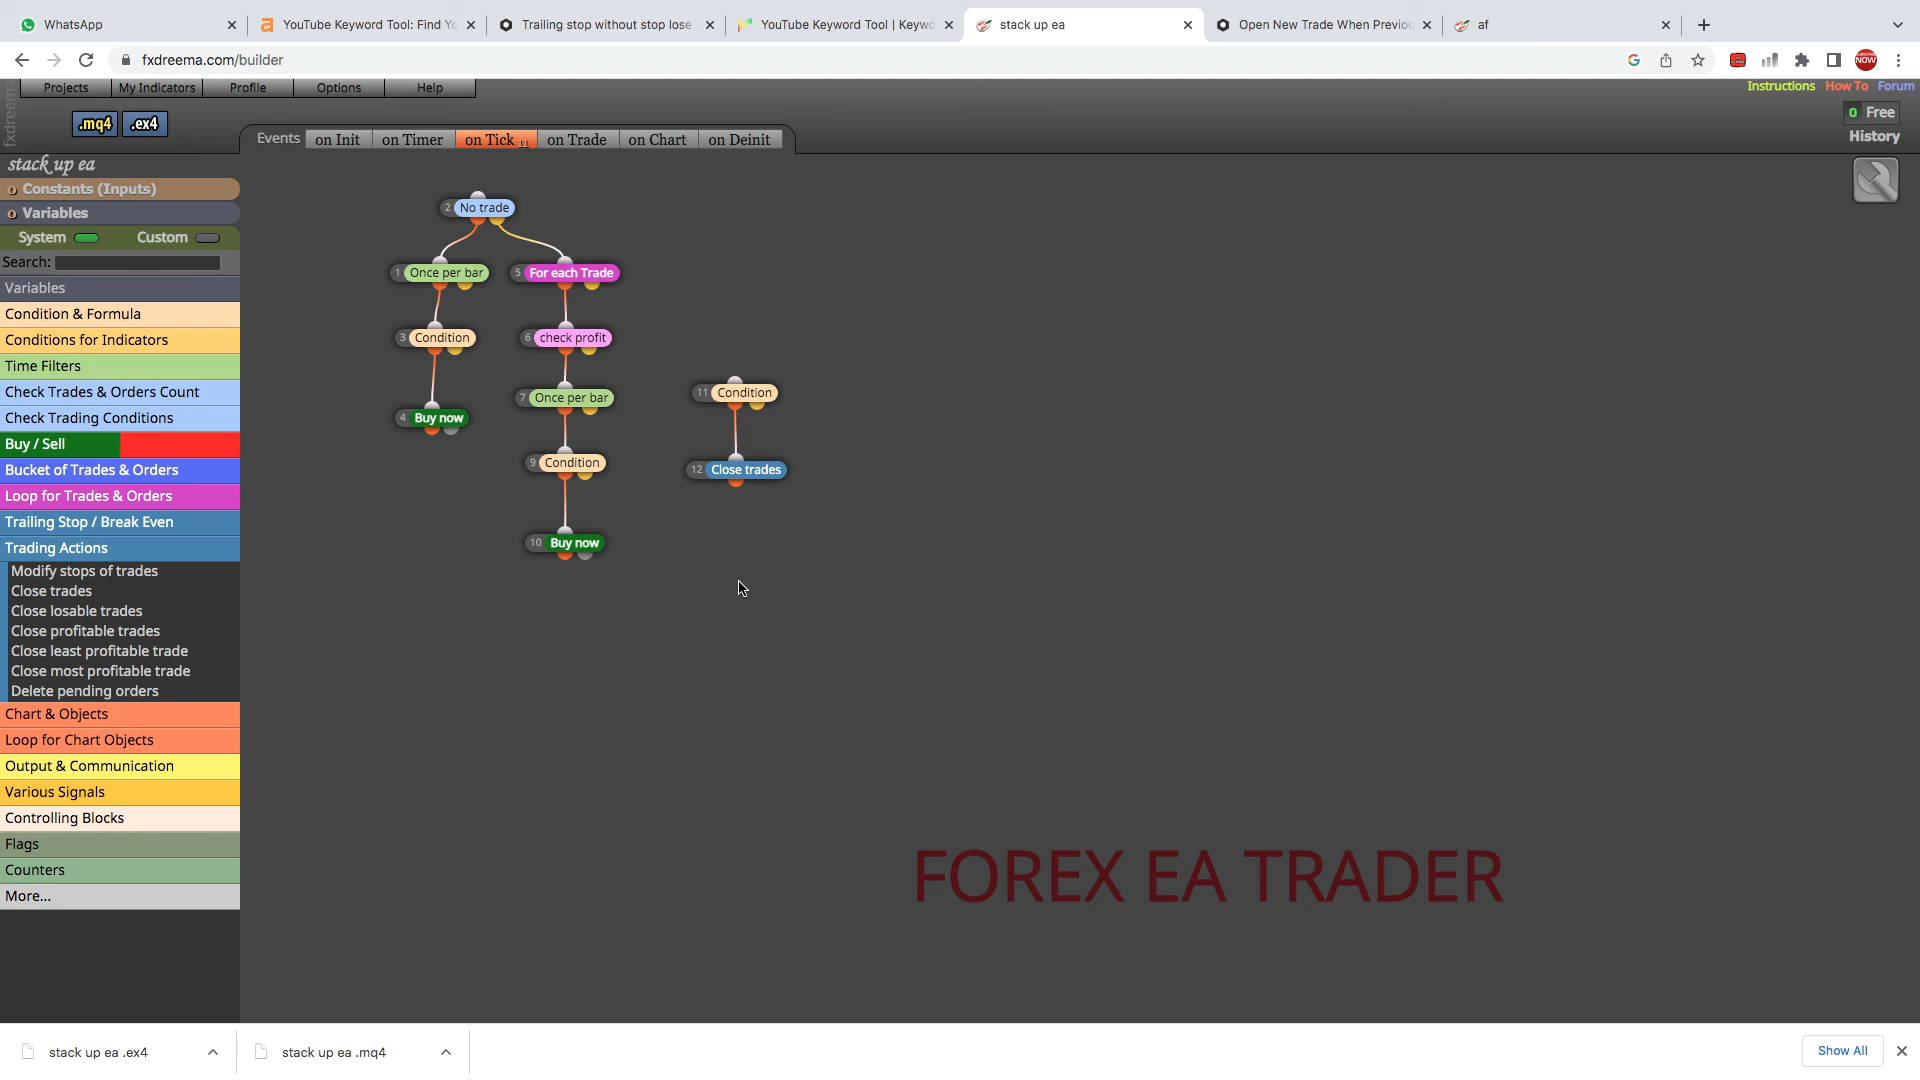 WhatsApp
YouTube Keyword Tool: Find Yo
Trailing stop without stop lose
YouTube Keyword Tool | Keywo
stack up ea
Open New Trade When Previou
af
fxdreema.com/builder
NOW
Projects
My Indicators
Profile
Options
Help
Instructions
How To
Forum
fxdreema
.mq4
.ex4
0 Free
History
Events
on Init
on Timer
on Tick 11
on Trade
on Chart
on Deinit
stack up ea
o Constants (Inputs)
o Variables
System
Custom
Search:
Variables
Condition & Formula
Conditions for Indicators
Time Filters
Check Trades & Orders Count
Check Trading Conditions
Buy / Sell
Bucket of Trades & Orders
Loop for Trades & Orders
Trailing Stop / Break Even
Trading Actions
Modify stops of trades
Close trades
Close losable trades
Close profitable trades
Close least profitable trade
Close most profitable trade
Delete pending orders
Chart & Objects
Loop for Chart Objects
Output & Communication
Various Signals
Controlling Blocks
Flags
Counters
More...
2 No trade
1 Once per bar
5 For each Trade
3 Condition
6 check profit
4 Buy now
7 Once per bar
11 Condition
9 Condition
12 Close trades
10 Buy now
FOREX EA TRADER
stack up ea .ex4
stack up ea .mq4
Show All